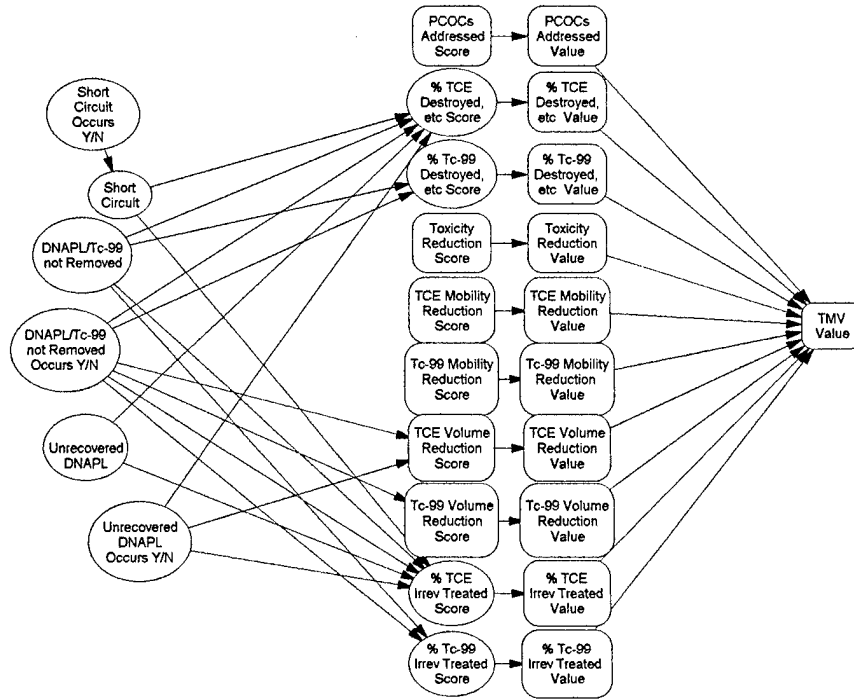 PCOCs
Addressed
Score
PCOCs
Addressed
Value
% TCE
Destroyed,
etc Score
% TCE
Destroyed,
etc Value
Short
Circuit
Occurs
Y/N
% Tc-99
Destroyed,
etc Score
% Tc-99
Destroyed,
etc Value
Short
Circuit
Toxicity
Reduction
Score
Toxicity
Reduction
Value
DNAPL/Tc-99
not Removed
TCE Mobility
Reduction
Score
TCE Mobility
Reduction
Value
TMV
Value
DNAPL/Tc-99
not Removed
Occurs Y/N
Tc-99 Mobility
Reduction
Score
Tc-99 Mobility
Reduction
Value
Unrecovered
DNAPL
TCE Volume
Reduction
Score
TCE Volume
Reduction
Value
Tc-99 Volume
Reduction
Score
Tc-99 Volume
Reduction
Value
Unrecovered
DNAPL
Occurs Y/N
% TCE
Irrev Treated
Score
% TCE
Irrev Treated
Value
% Tc-99
Irrev Treated
Score
% Tc-99
Irrev Treated
Value